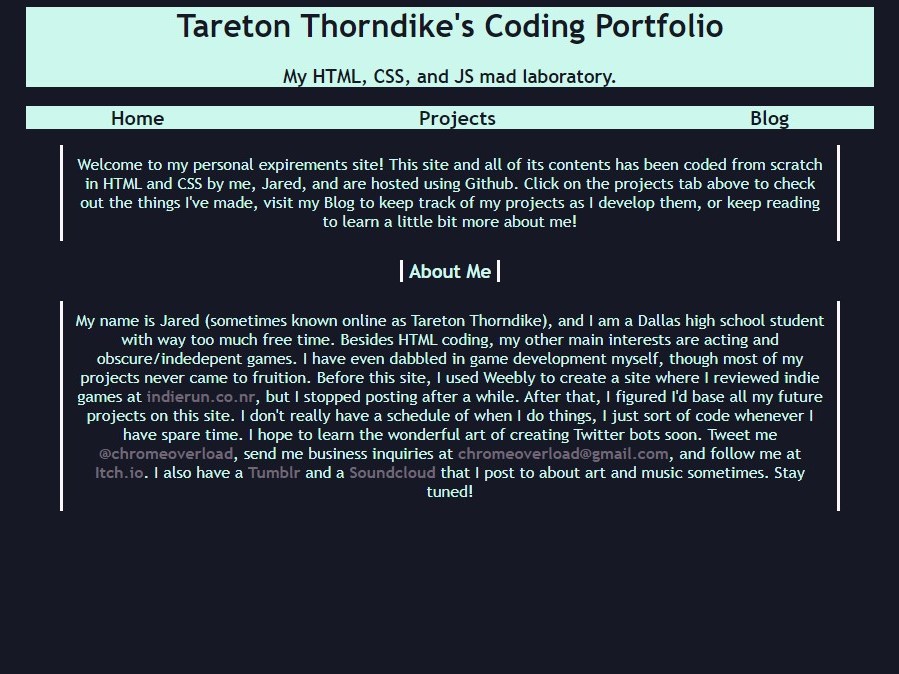 Tareton Thorndike's Coding Portfolio
My HTML, CSS, and JS mad laboratory.
Home Projects Blog
Welcome to my personal expirements site! This site and all of its contents has been coded from scratch
in HTML and CSS by me, Jared, and are hosted using Github. Click on the projects tab above to check
out the things I've made, visit my Blog to keep track of my projects as I develop them, or keep reading
to learn a little bit more about me!
About Me
My name is Jared (sometimes known online as Tareton Thorndike), and I am a Dallas high school student
with way too much free time. Besides HTML coding, my other main interests are acting and
obscure/indedepent games. I have even dabbled in game development myself, though most of my
projects never came to fruition. Before this site, I used Weebly to create a site where I reviewed indie
games at indierun.co.nr, but I stopped posting after a while. After that, I figured I'd base all my future
projects on this site. I don't really have a schedule of when I do things, I just sort of code whenever I
have spare time. I hope to learn the wonderful art of creating Twitter bots soon. Tweet me
@chromeoverload, send me business inquiries at chromeoverload@gmail.com, and follow me at
Itch.io. I also have a Tumblr and a Soundcloud that I post to about art and music sometimes. Stay
tuned!